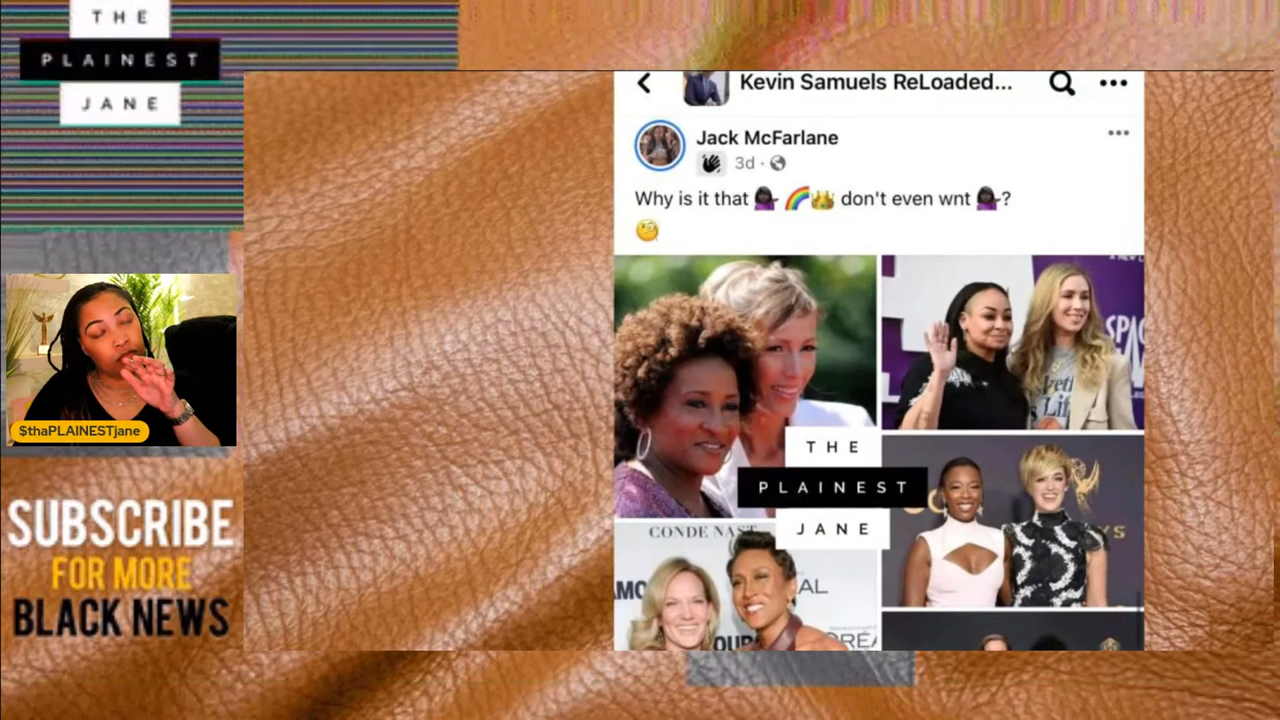 THE
PLAINEST
JANE
Kevin Samuels ReLoaded...
Jack McFarlane
3d ·
Why is it that 💁🏿‍♀️ 🌈👑 don't even wnt 💁🏿‍♀️?
🧐
$thaPLAINESTjane
SUBSCRIBE
FOR MORE
BLACK NEWS
THE
PLAINEST
JANE
CONDE NAST